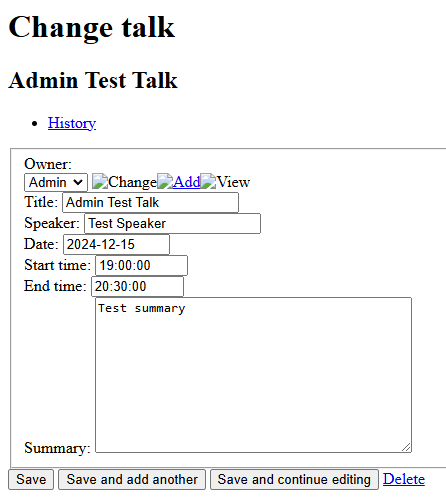 Change talk
Admin Test Talk
History
Owner:
Admin Change Add View
Title: Admin Test Talk
Speaker: Test Speaker
Date: 2024-12-15
Start time: 19:00:00
End time: 20:30:00
Test summary
Summary:
Save Save and add another Save and continue editing Delete